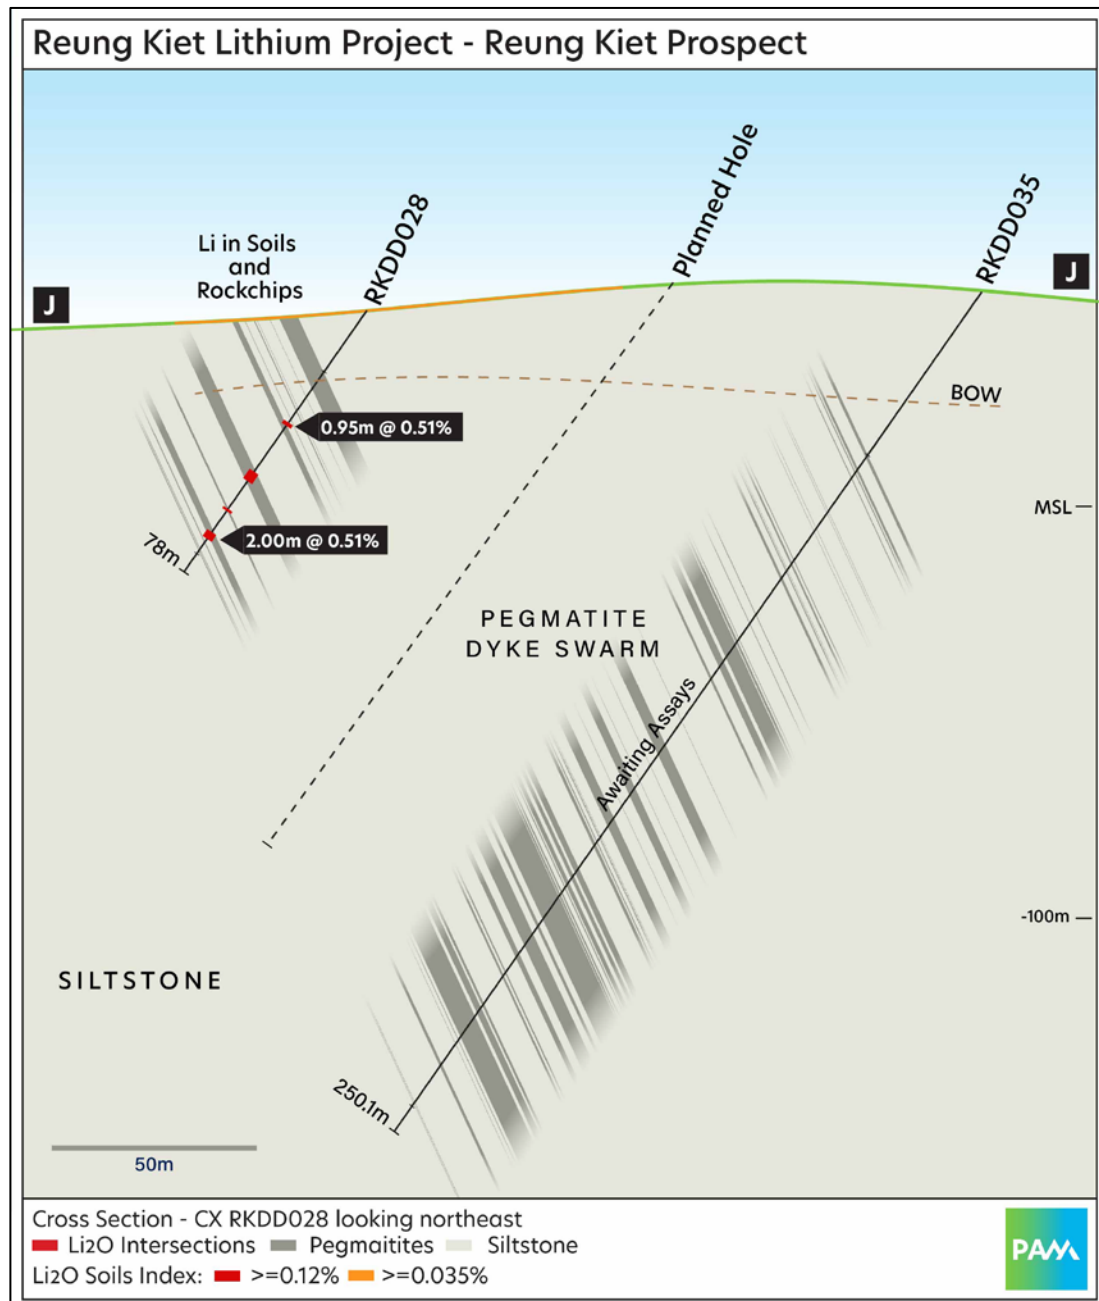 Reung Kiet Lithium Project - Reung Kiet Prospect
Planned Hole
RKDD035
RKDD028
Li in Soils
and
Rockchips
J
J
BOW
0.95m @ 0.51%
MSL
2.00m @ 0.51%
78m
PEGMATITE
DYKE SWARM
Awaiting Assays
-100m
SILTSTONE
250.1m
50m
Cross Section - CX RKDD028 looking northeast
Li2O Intersections Pegmaitites Siltstone
Li2O Soils Index: >=0.12% >=0.035%
PAM